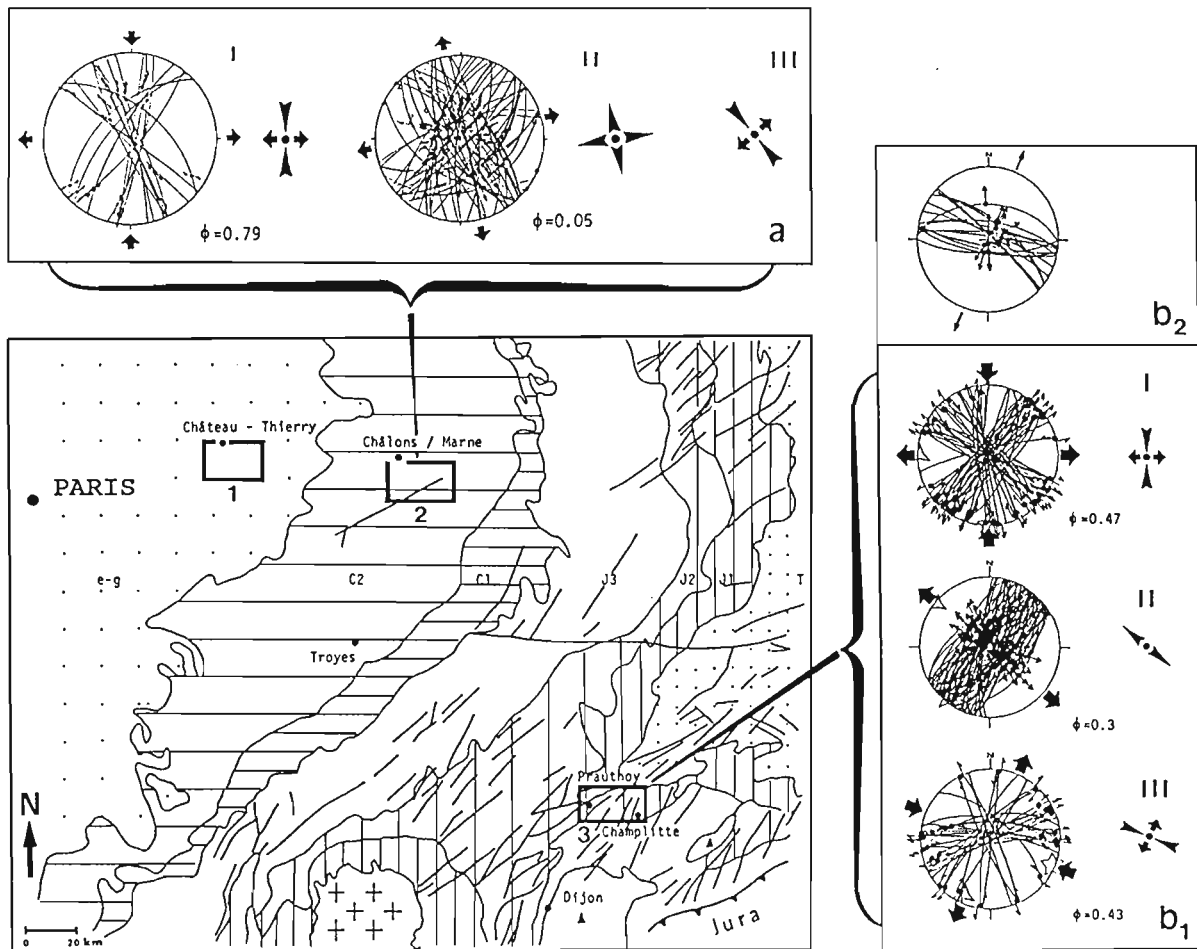 I
II
III
ϕ=0.79
ϕ=0.05
a
N
b2
Château - Thierry
Châlons / Marne
PARIS
1
2
e-g
C2
C1
J3
J2
J1
T
Troyes
Prauthoy
3
Champlitte
N
Dijon
Jura
0 20 km
N
I
ϕ=0.47
N
II
ϕ=0.3
N
III
ϕ=0.43
b1